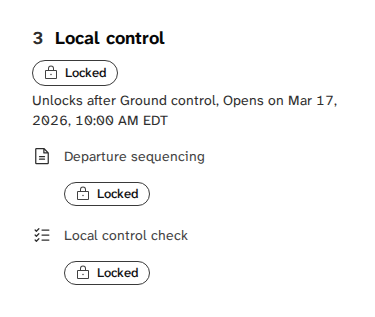 3 Local control
Locked
Unlocks after Ground control, Opens on Mar 17,
2026, 10:00 AM EDT
Departure sequencing
Locked
Local control check
Locked